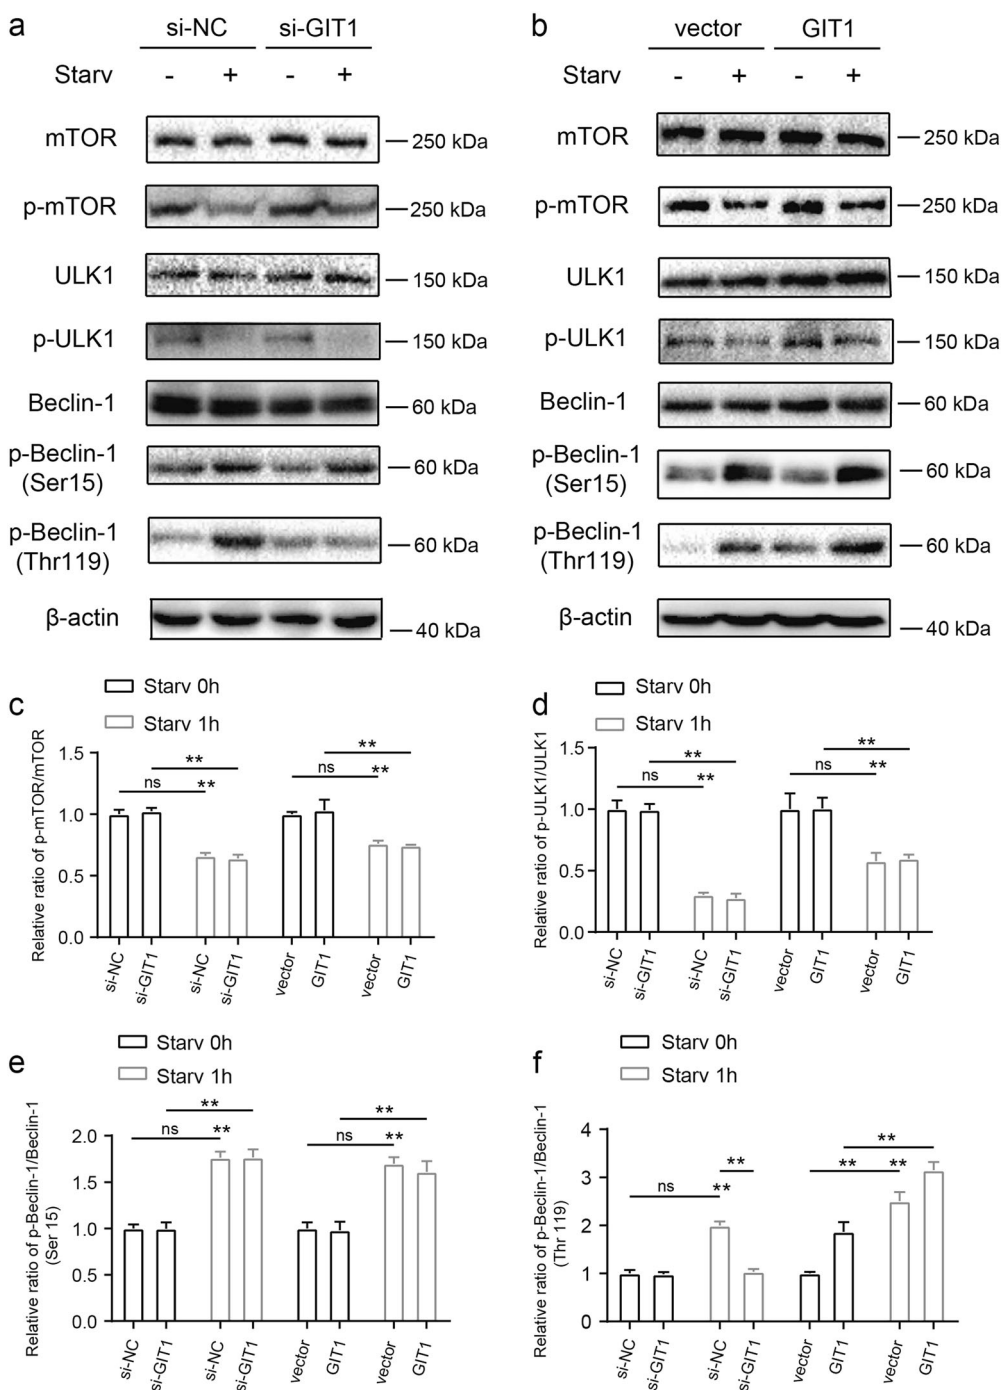 a
si-NC si-GIT1
Starv - + - +
mTOR 250 kDa
p-mTOR 250 kDa
ULK1 150 kDa
p-ULK1 150 kDa
Beclin-1 60 kDa
p-Beclin-1
(Ser15) 60 kDa
p-Beclin-1
(Thr119) 60 kDa
β-actin 40 kDa
b
vector GIT1
Starv - + - +
mTOR 250 kDa
p-mTOR 250 kDa
ULK1 150 kDa
p-ULK1 150 kDa
Beclin-1 60 kDa
p-Beclin-1
(Ser15) 60 kDa
p-Beclin-1
(Thr119) 60 kDa
β-actin 40 kDa
c
Starv 0h
Starv 1h
Relative ratio of p-mTOR/mTOR
1.5
1.0
0.5
0.0
** **
ns ** ns **
si-NC si-GIT1 si-NC si-GIT1 vector GIT1 vector GIT1
d
Starv 0h
Starv 1h
Relative ratio of p-ULK1/ULK1
1.5
1.0
0.5
0.0
** **
ns ** ns **
si-NC si-GIT1 si-NC si-GIT1 vector GIT1 vector GIT1
e
Starv 0h
Starv 1h
Relative ratio of p-Beclin-1/Beclin-1
(Ser 15)
2.0
1.5
1.0
0.5
0.0
** **
ns ** ns **
si-NC si-GIT1 si-NC si-GIT1 vector GIT1 vector GIT1
f
Starv 0h
Starv 1h
Relative ratio of p-Beclin-1/Beclin-1
(Thr 119)
4
3
2
1
0
** **
ns ** ** **
si-NC si-GIT1 si-NC si-GIT1 vector GIT1 vector GIT1